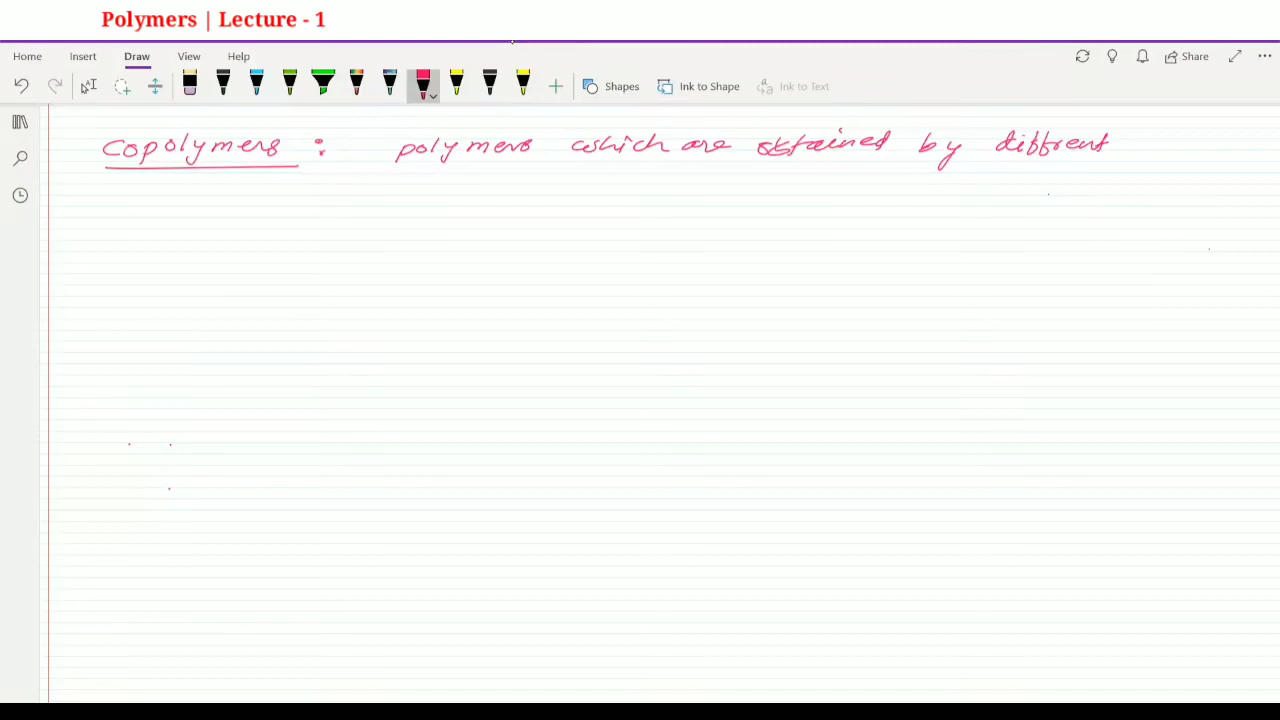 Polymers | Lecture - 1
Home Insert Draw View Help Share
Shapes Ink to Shape Ink to Text
Copolymers : polymers which are obtained by diffrent